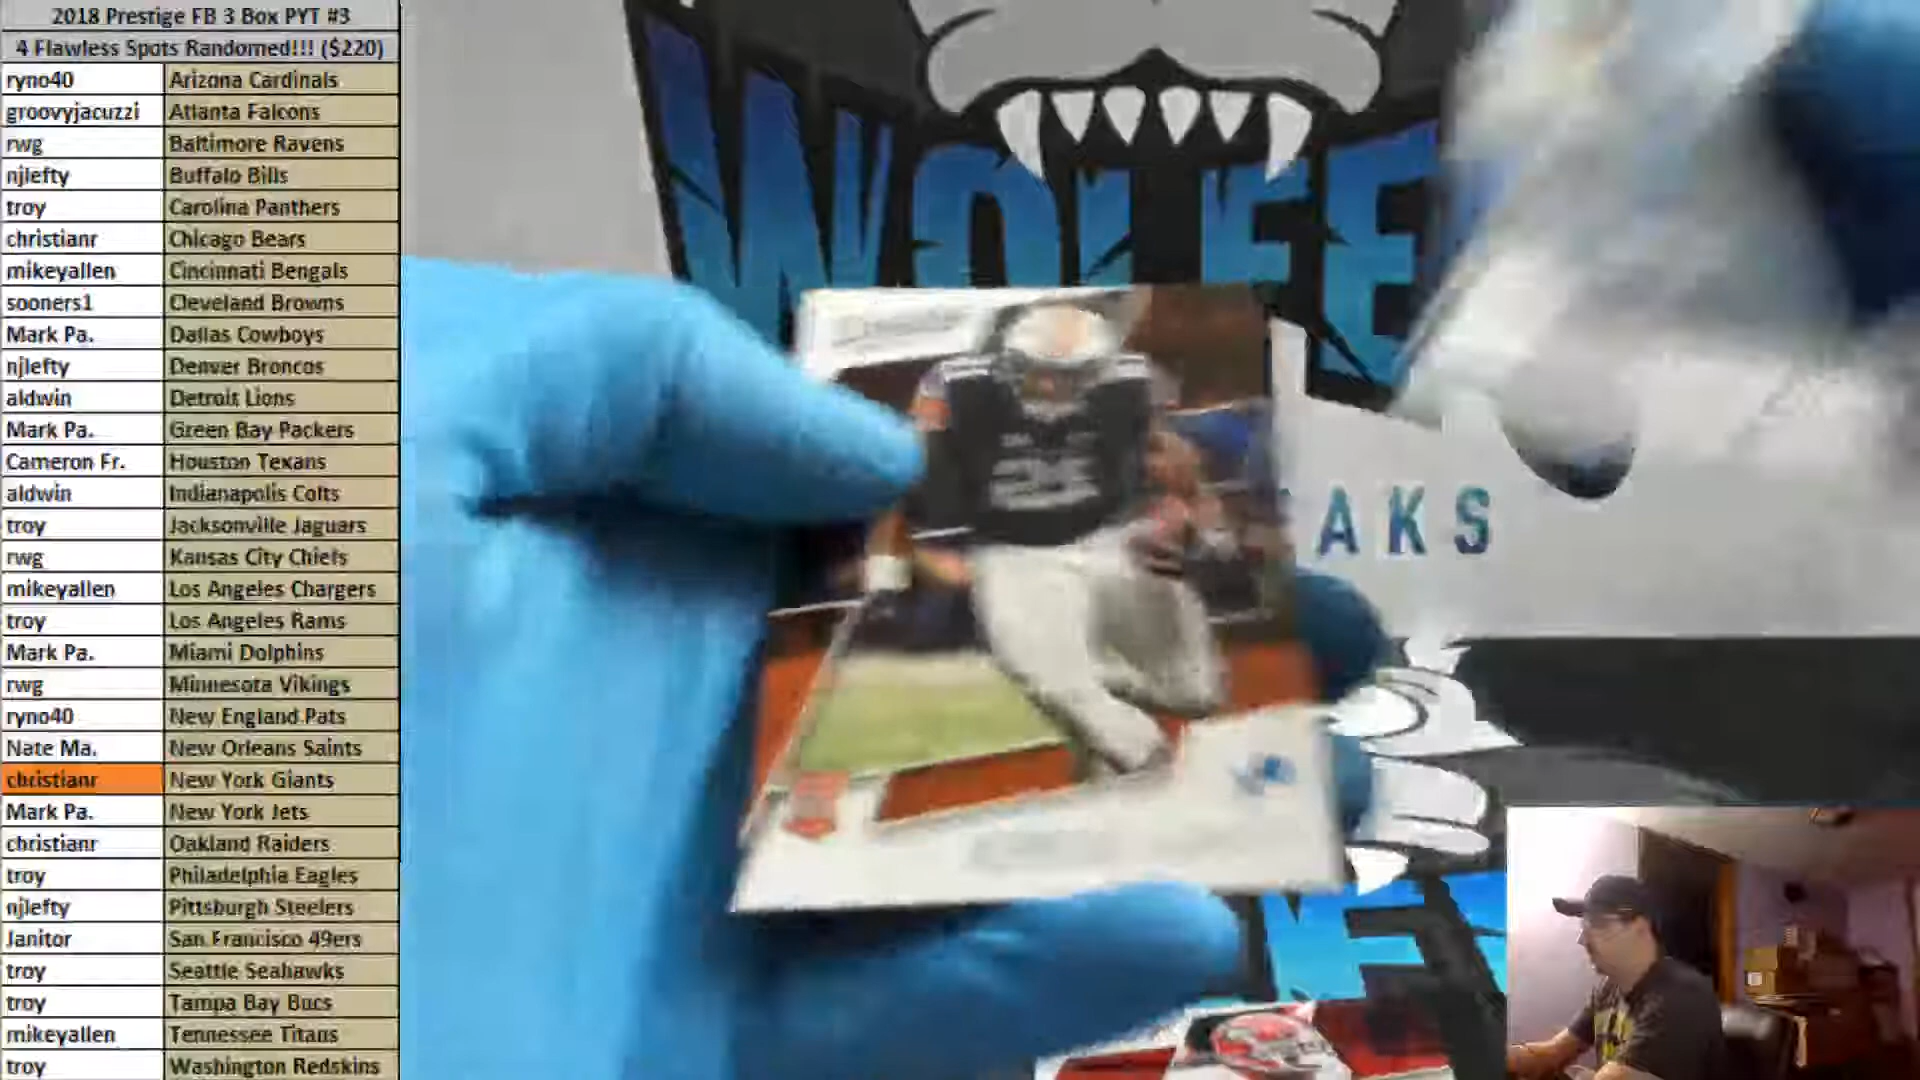 2018 Prestige FB 3 Box PYT #3
4 Flawless Spots Randomed!!! ($220)
ryno40 Arizona Cardinals
groovyjacuzzi Atlanta Falcons
rwg Baltimore Ravens
njlefty Buffalo Bills
troy Carolina Panthers
christianr Chicago Bears
mikeyallen Cincinnati Bengals
sooners1 Cleveland Browns
Mark Pa. Dallas Cowboys
njlefty Denver Broncos
aldwin Detroit Lions
Mark Pa. Green Bay Packers
Cameron Fr. Houston Texans
aldwin Indianapolis Colts
troy Jacksonville Jaguars
rwg Kansas City Chiefs
mikeyallen Los Angeles Chargers
troy Los Angeles Rams
Mark Pa. Miami Dolphins
rwg Minnesota Vikings
ryno40 New England Pats
Nate Ma. New Orleans Saints
christianr New York Giants
Mark Pa. New York Jets
christianr Oakland Raiders
troy Philadelphia Eagles
njlefty Pittsburgh Steelers
Janitor San Francisco 49ers
troy Seattle Seahawks
troy Tampa Bay Bucs
mikeyallen Tennessee Titans
troy Washington Redskins
WOLFE
AKS